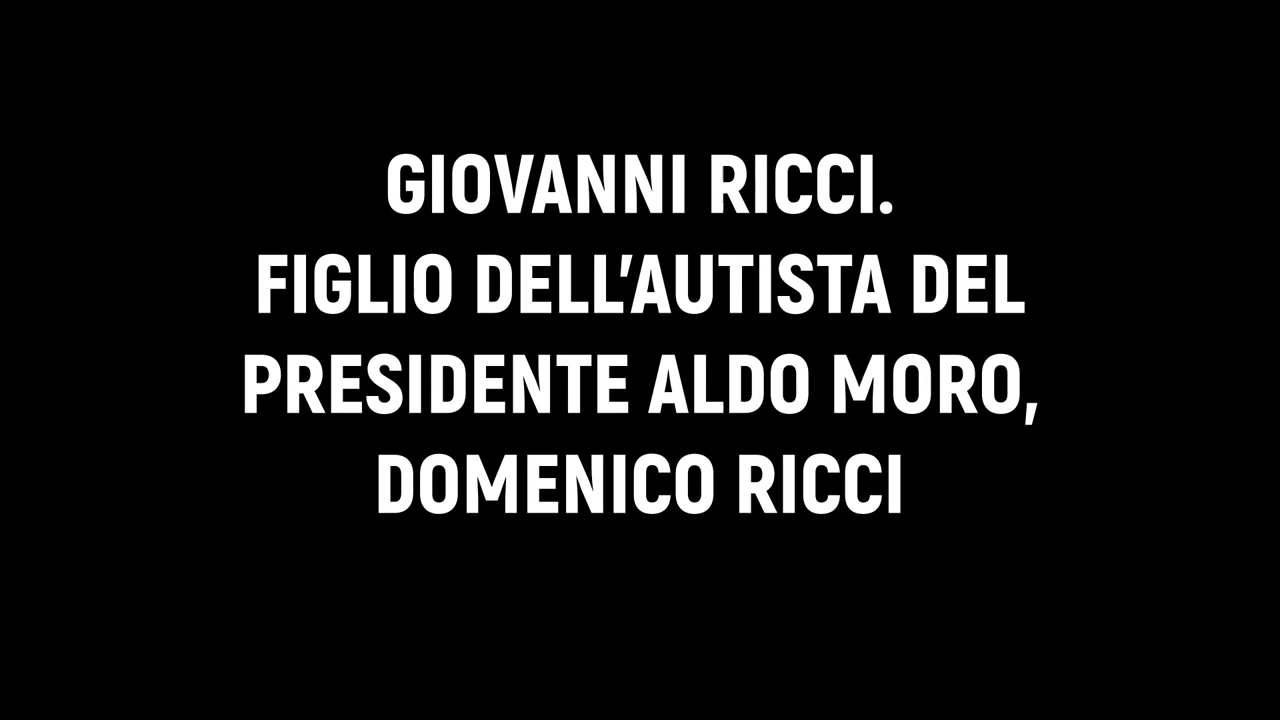 GIOVANNI RICCI.
FIGLIO DELL’AUTISTA DEL
PRESIDENTE ALDO MORO,
DOMENICO RICCI